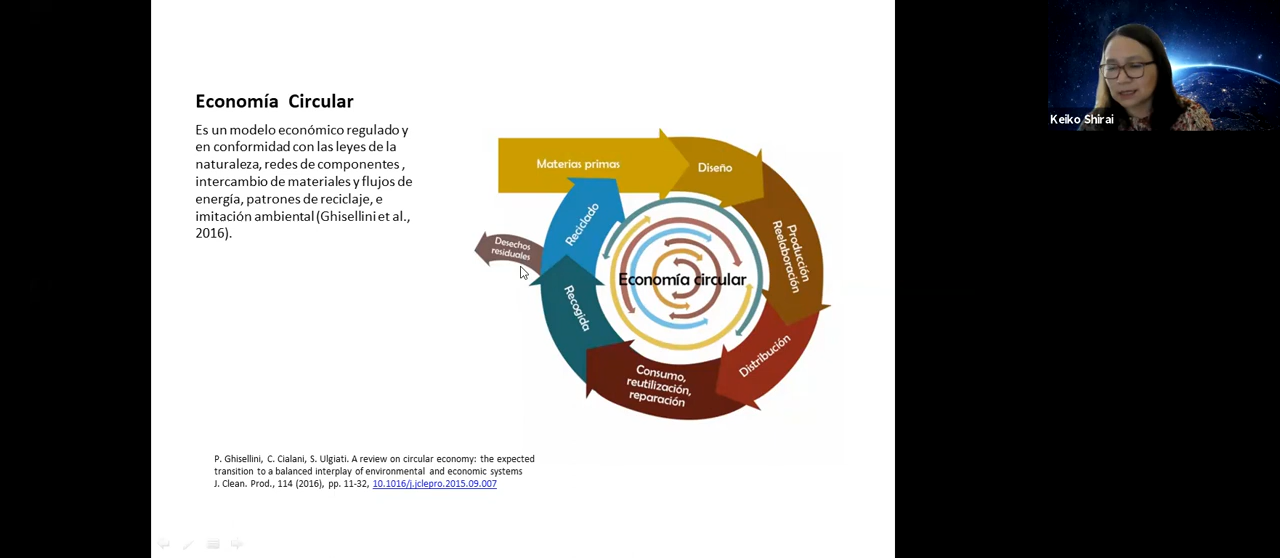 Economía Circular
Es un modelo económico regulado y
en conformidad con las leyes de la
naturaleza, redes de componentes ,
intercambio de materiales y flujos de
energía, patrones de reciclaje, e
imitación ambiental (Ghisellini et al.,
2016).
Materias primas
Diseño
Producción
Reelaboración
Distribución
Consumo,
reutilización,
reparación
Recogida
Reciclado
Desechos
residuales
Economía circular
P. Ghisellini, C. Cialani, S. Ulgiati. A review on circular economy: the expected
transition to a balanced interplay of environmental and economic systems
J. Clean. Prod., 114 (2016), pp. 11-32, 10.1016/j.jclepro.2015.09.007
Keiko Shirai